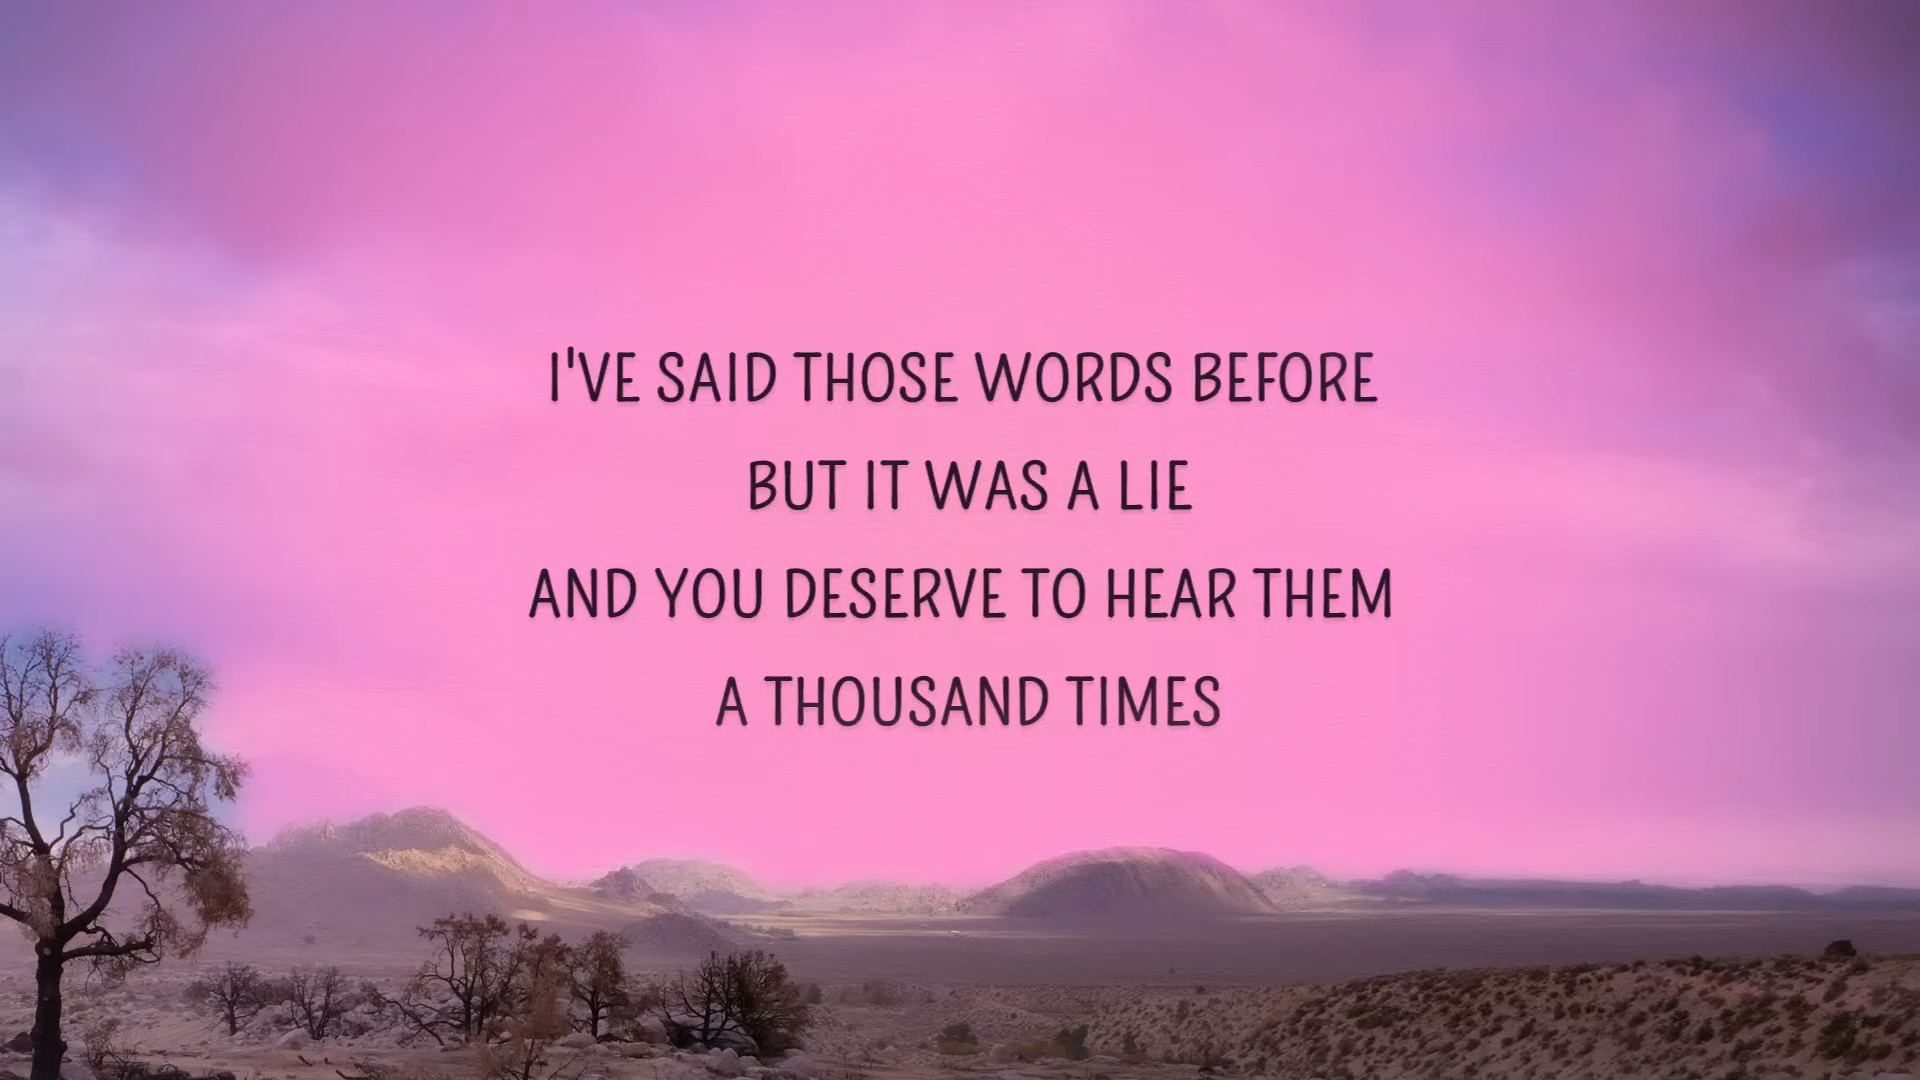 I'VE SAID THOSE WORDS BEFORE
BUT IT WAS A LIE
AND YOU DESERVE TO HEAR THEM
A THOUSAND TIMES